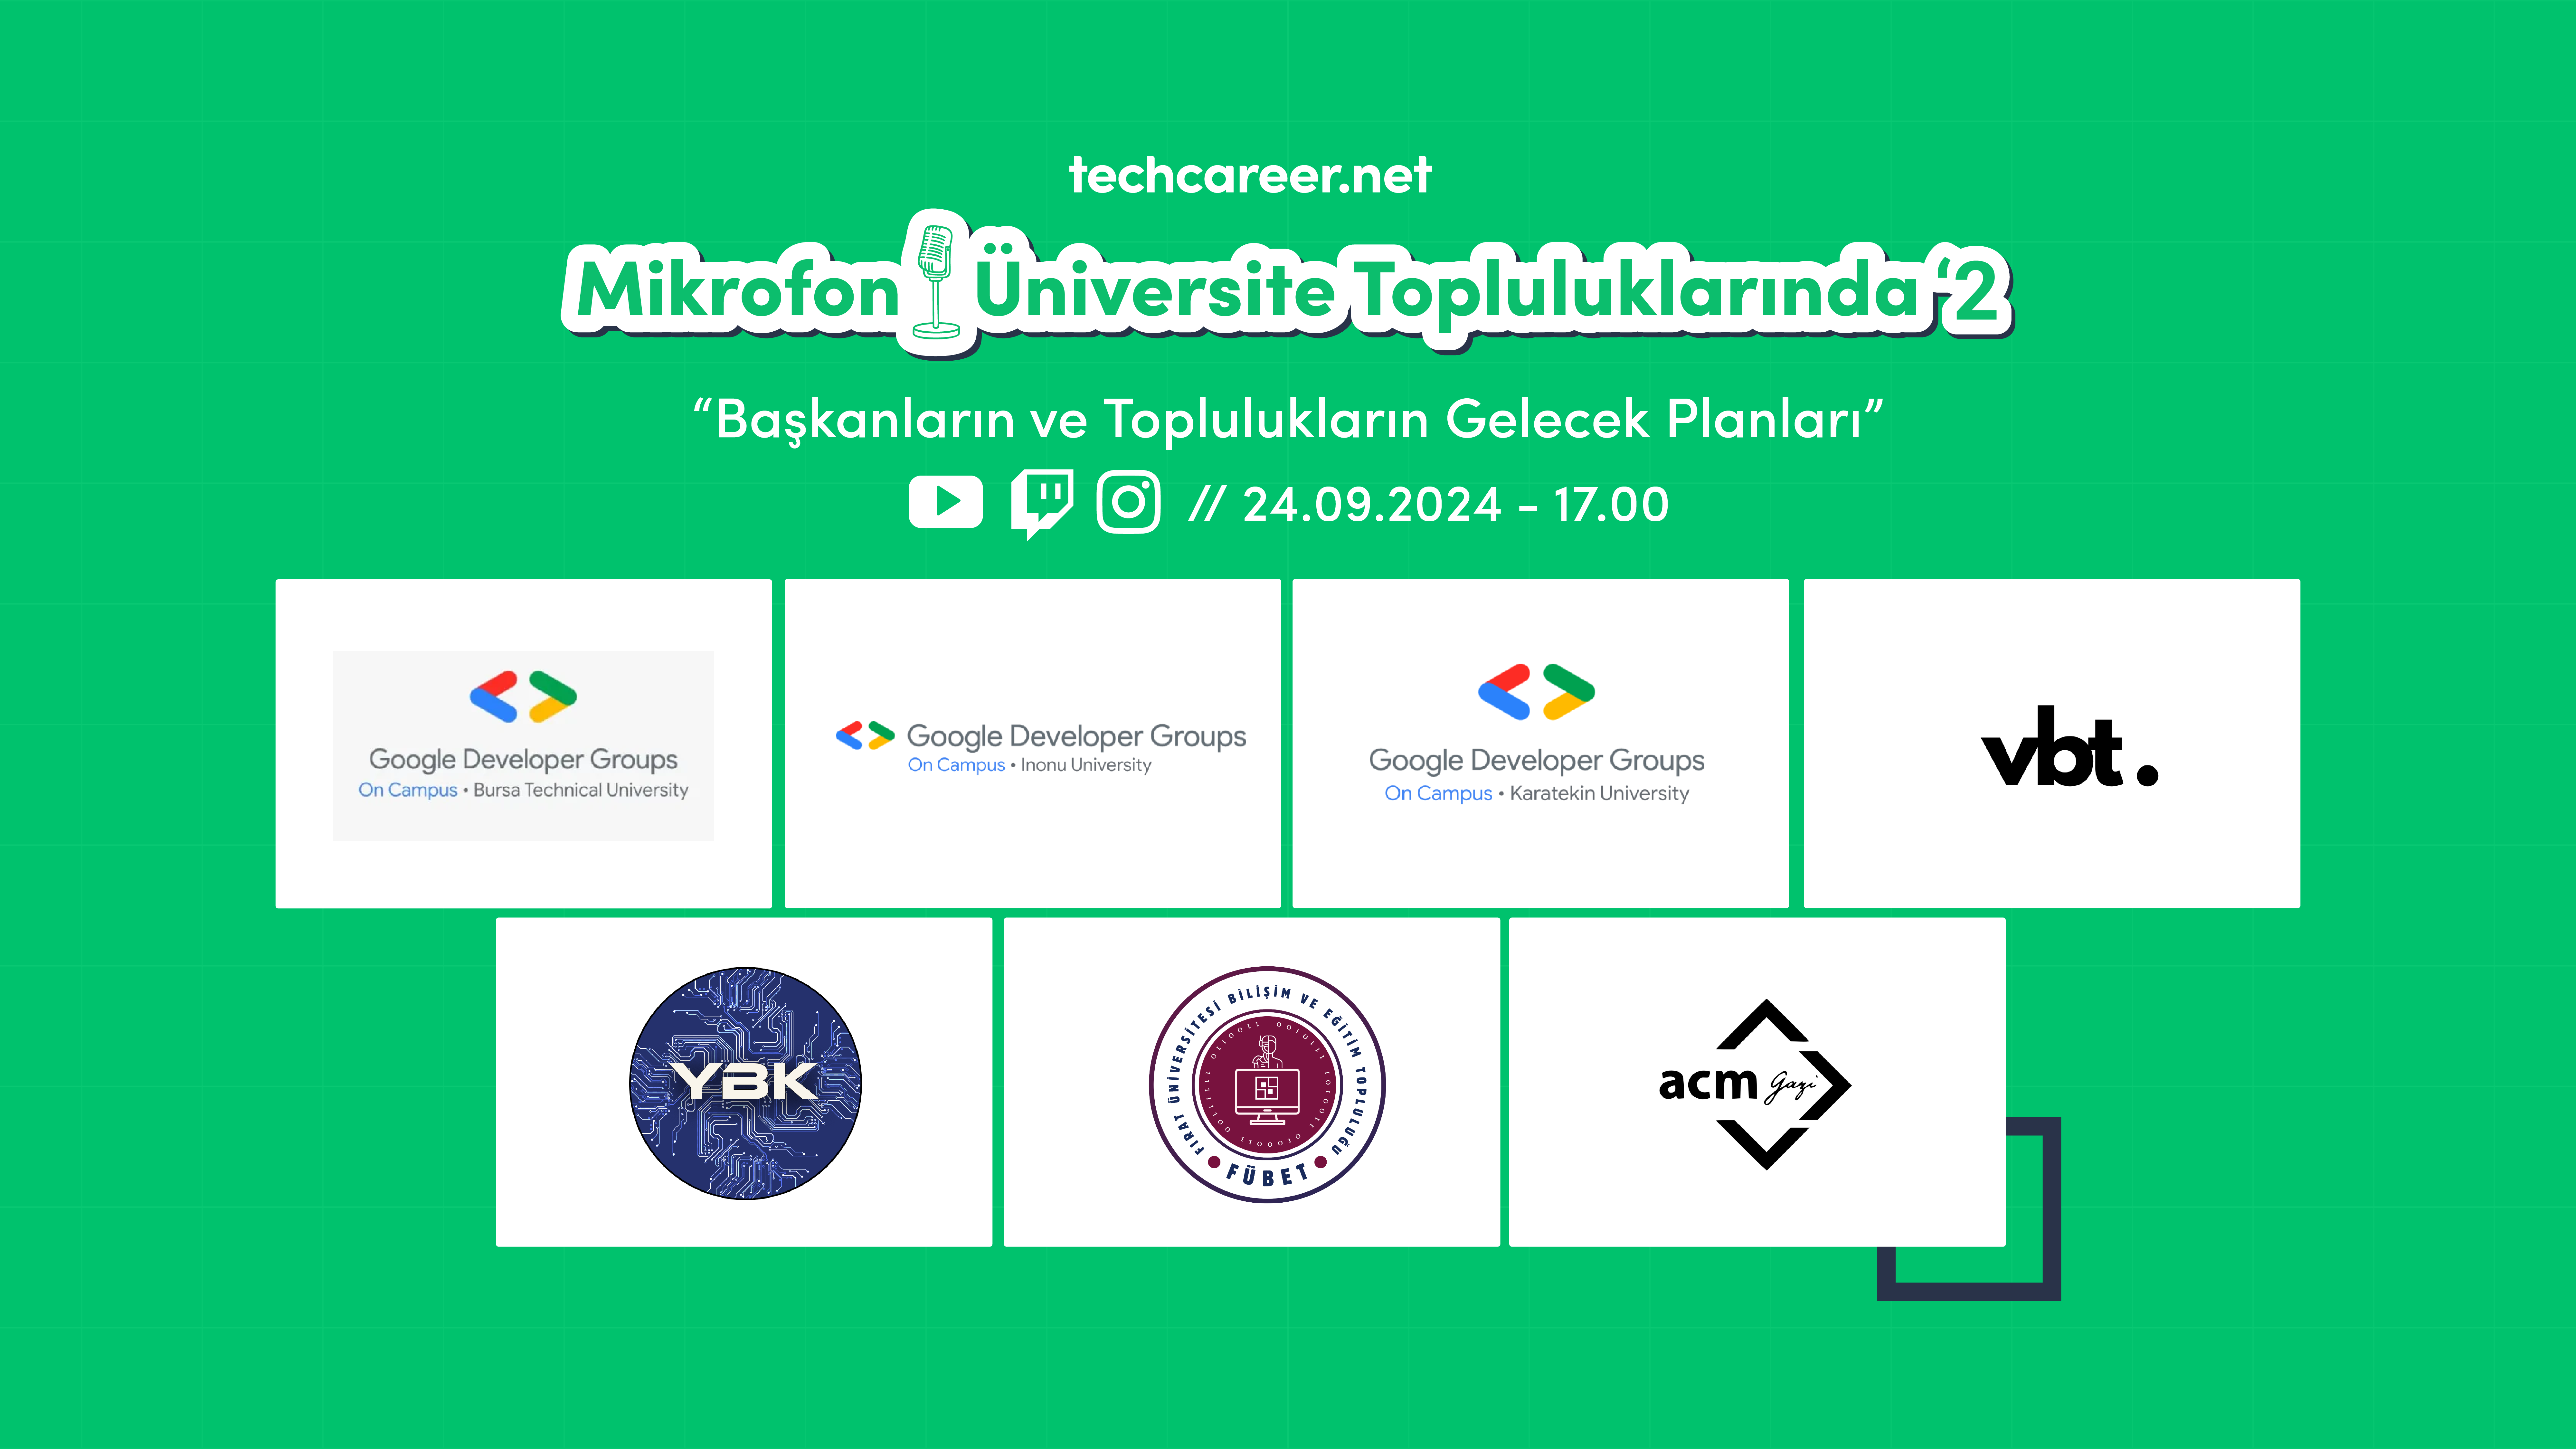 techcareer.net
Mikrofon Üniversite Topluluklarında ‘2
“Başkanların ve Toplulukların Gelecek Planları”
// 24.09.2024 - 17.00
Google Developer Groups
On Campus • Bursa Technical University
Google Developer Groups
On Campus • Inonu University
Google Developer Groups
On Campus • Karatekin University
vbt.
YBK
FIRAT ÜNİVERSİTESİ BİLİŞİM VE EĞİTİM TOPLULUĞU
FÜBET
acm gazi